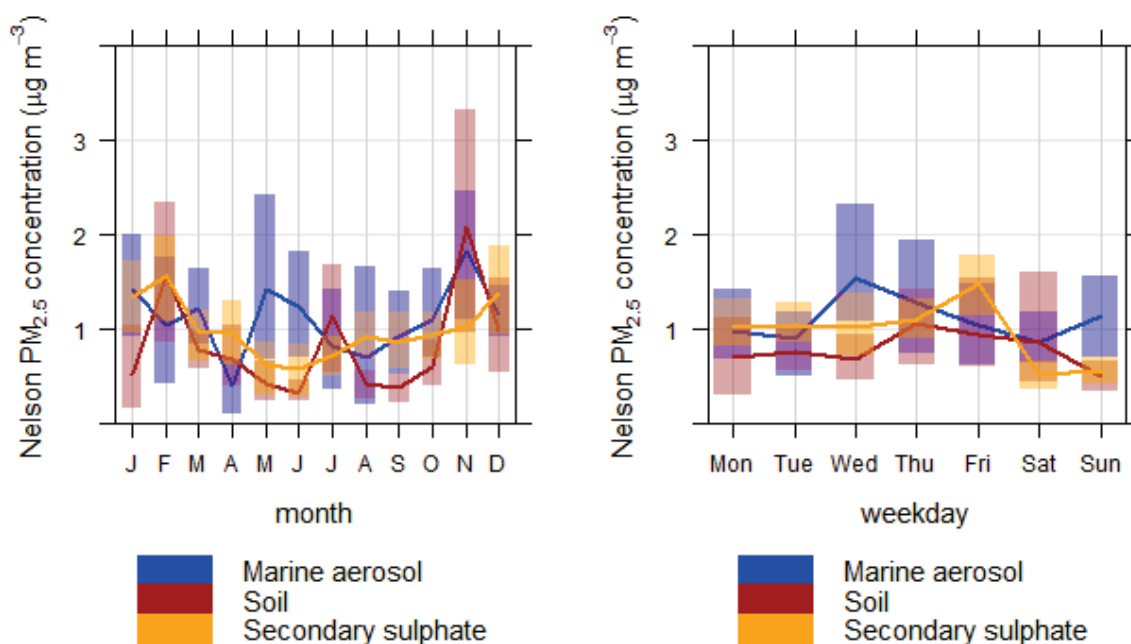 Nelson PM2.5 concentration (μg m−3)
3
2
1
J F M A M J J A S O N D
month
Marine aerosol
Soil
Secondary sulphate
Nelson PM2.5 concentration (μg m−3)
3
2
1
Mon Tue Wed Thu Fri Sat Sun
weekday
Marine aerosol
Soil
Secondary sulphate